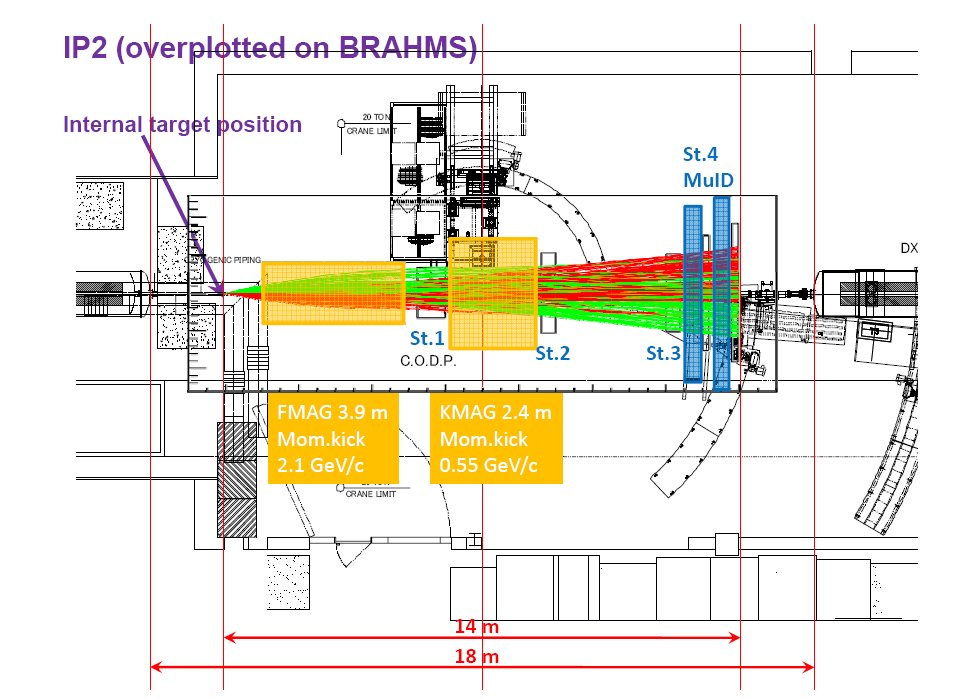 IP2 (overplotted on BRAHMS)
Internal target position
20 TON
CRANE LIMIT
St.4
MuID
DX
GENIC PIPING
St.1
St.2
St.3
C.O.D.P.
FMAG 3.9 m
Mom.kick
2.1 GeV/c
KMAG 2.4 m
Mom.kick
0.55 GeV/c
CRANE LIMIT
14 m
18 m